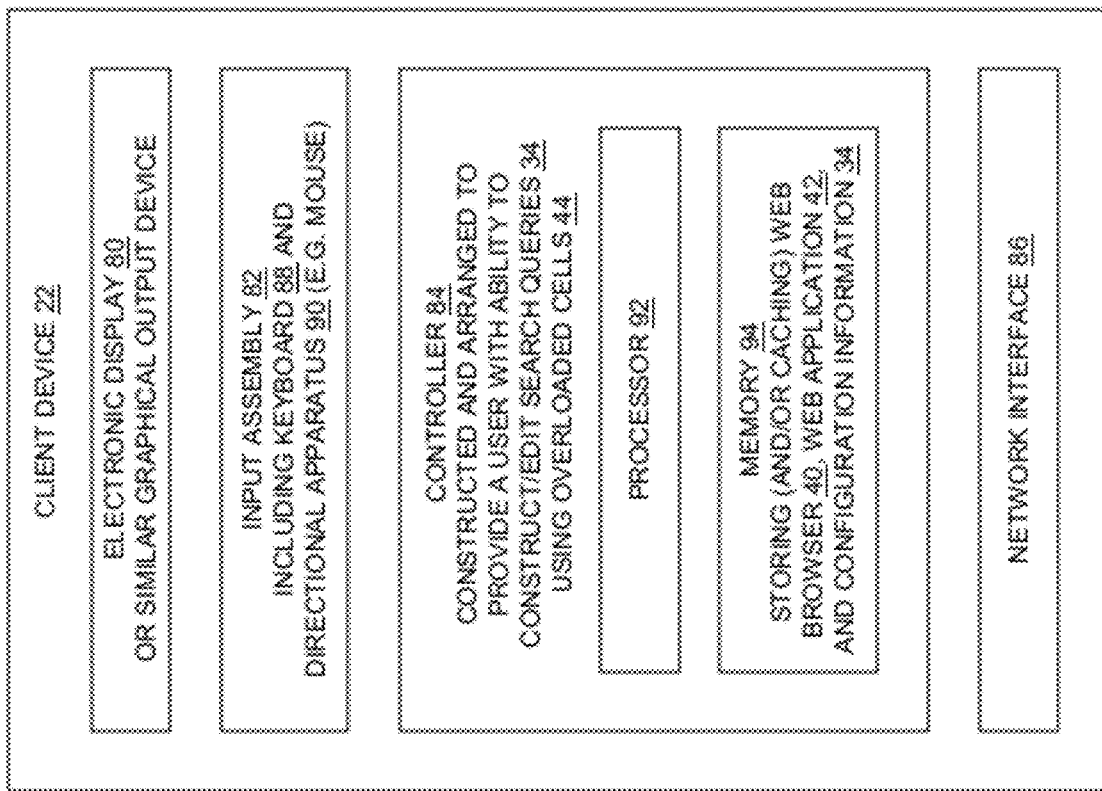 CLIENT DEVICE 22
ELECTRONIC DISPLAY 80
OR SIMILAR GRAPHICAL OUTPUT DEVICE
INPUT ASSEMBLY 82
INCLUDING KEYBOARD 88 AND
DIRECTIONAL APPARATUS 90 (E.G. MOUSE)
CONTROLLER 84
CONSTRUCTED AND ARRANGED TO
PROVIDE A USER WITH ABILITY TO
CONSTRUCT/EDIT SEARCH QUERIES 34
USING OVERLOADED CELLS 44
PROCESSOR 92
MEMORY 94
STORING (AND/OR CACHING) WEB
BROWSER 40, WEB APPLICATION 42,
AND CONFIGURATION INFORMATION 34
NETWORK INTERFACE 86